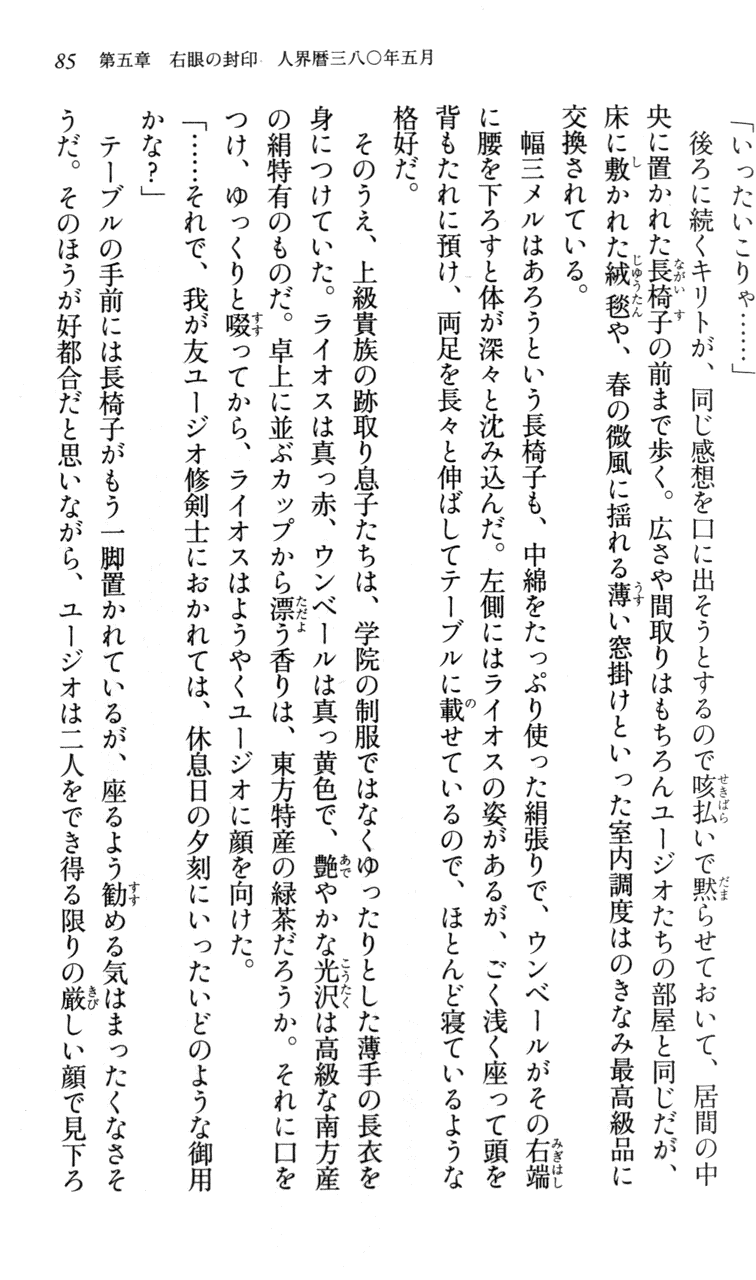 85　第五章　右眼の封印　人界暦三八〇年五月
「いったいこりゃ……」
　後ろに続くキリトが、同じ感想を口に出そうとするので咳払いで黙らせておいて、居間の中
央に置かれた長椅子の前まで歩く。広さや間取りはもちろんユージオたちの部屋と同じだが、
床に敷かれた絨毯や、春の微風に揺れる薄い窓掛けといった室内調度はのきなみ最高級品に
交換されている。
　幅三メルはあろうという長椅子も、中綿をたっぷり使った絹張りで、ウンベールがその右端
に腰を下ろすと体が深々と沈み込んだ。左側にはライオスの姿があるが、ごく浅く座って頭を
背もたれに預け、両足を長々と伸ばしてテーブルに載せているので、ほとんど寝ているような
格好だ。
　そのうえ、上級貴族の跡取り息子たちは、学院の制服ではなくゆったりとした薄手の長衣を
身につけていた。ライオスは真っ赤、ウンベールは真っ黄色で、艶やかな光沢は高級な南方産
の絹特有のものだ。卓上に並ぶカップから漂う香りは、東方特産の緑茶だろうか。それに口を
つけ、ゆっくりと啜ってから、ライオスはようやくユージオに顔を向けた。
「……それで、我が友ユージオ修剣士におかれては、休息日の夕刻にいったいどのような御用
かな？」
　テーブルの手前には長椅子がもう一脚置かれているが、座るよう勧める気はまったくなさそ
うだ。そのほうが好都合だと思いながら、ユージオは二人をでき得る限りの厳しい顔で見下ろ